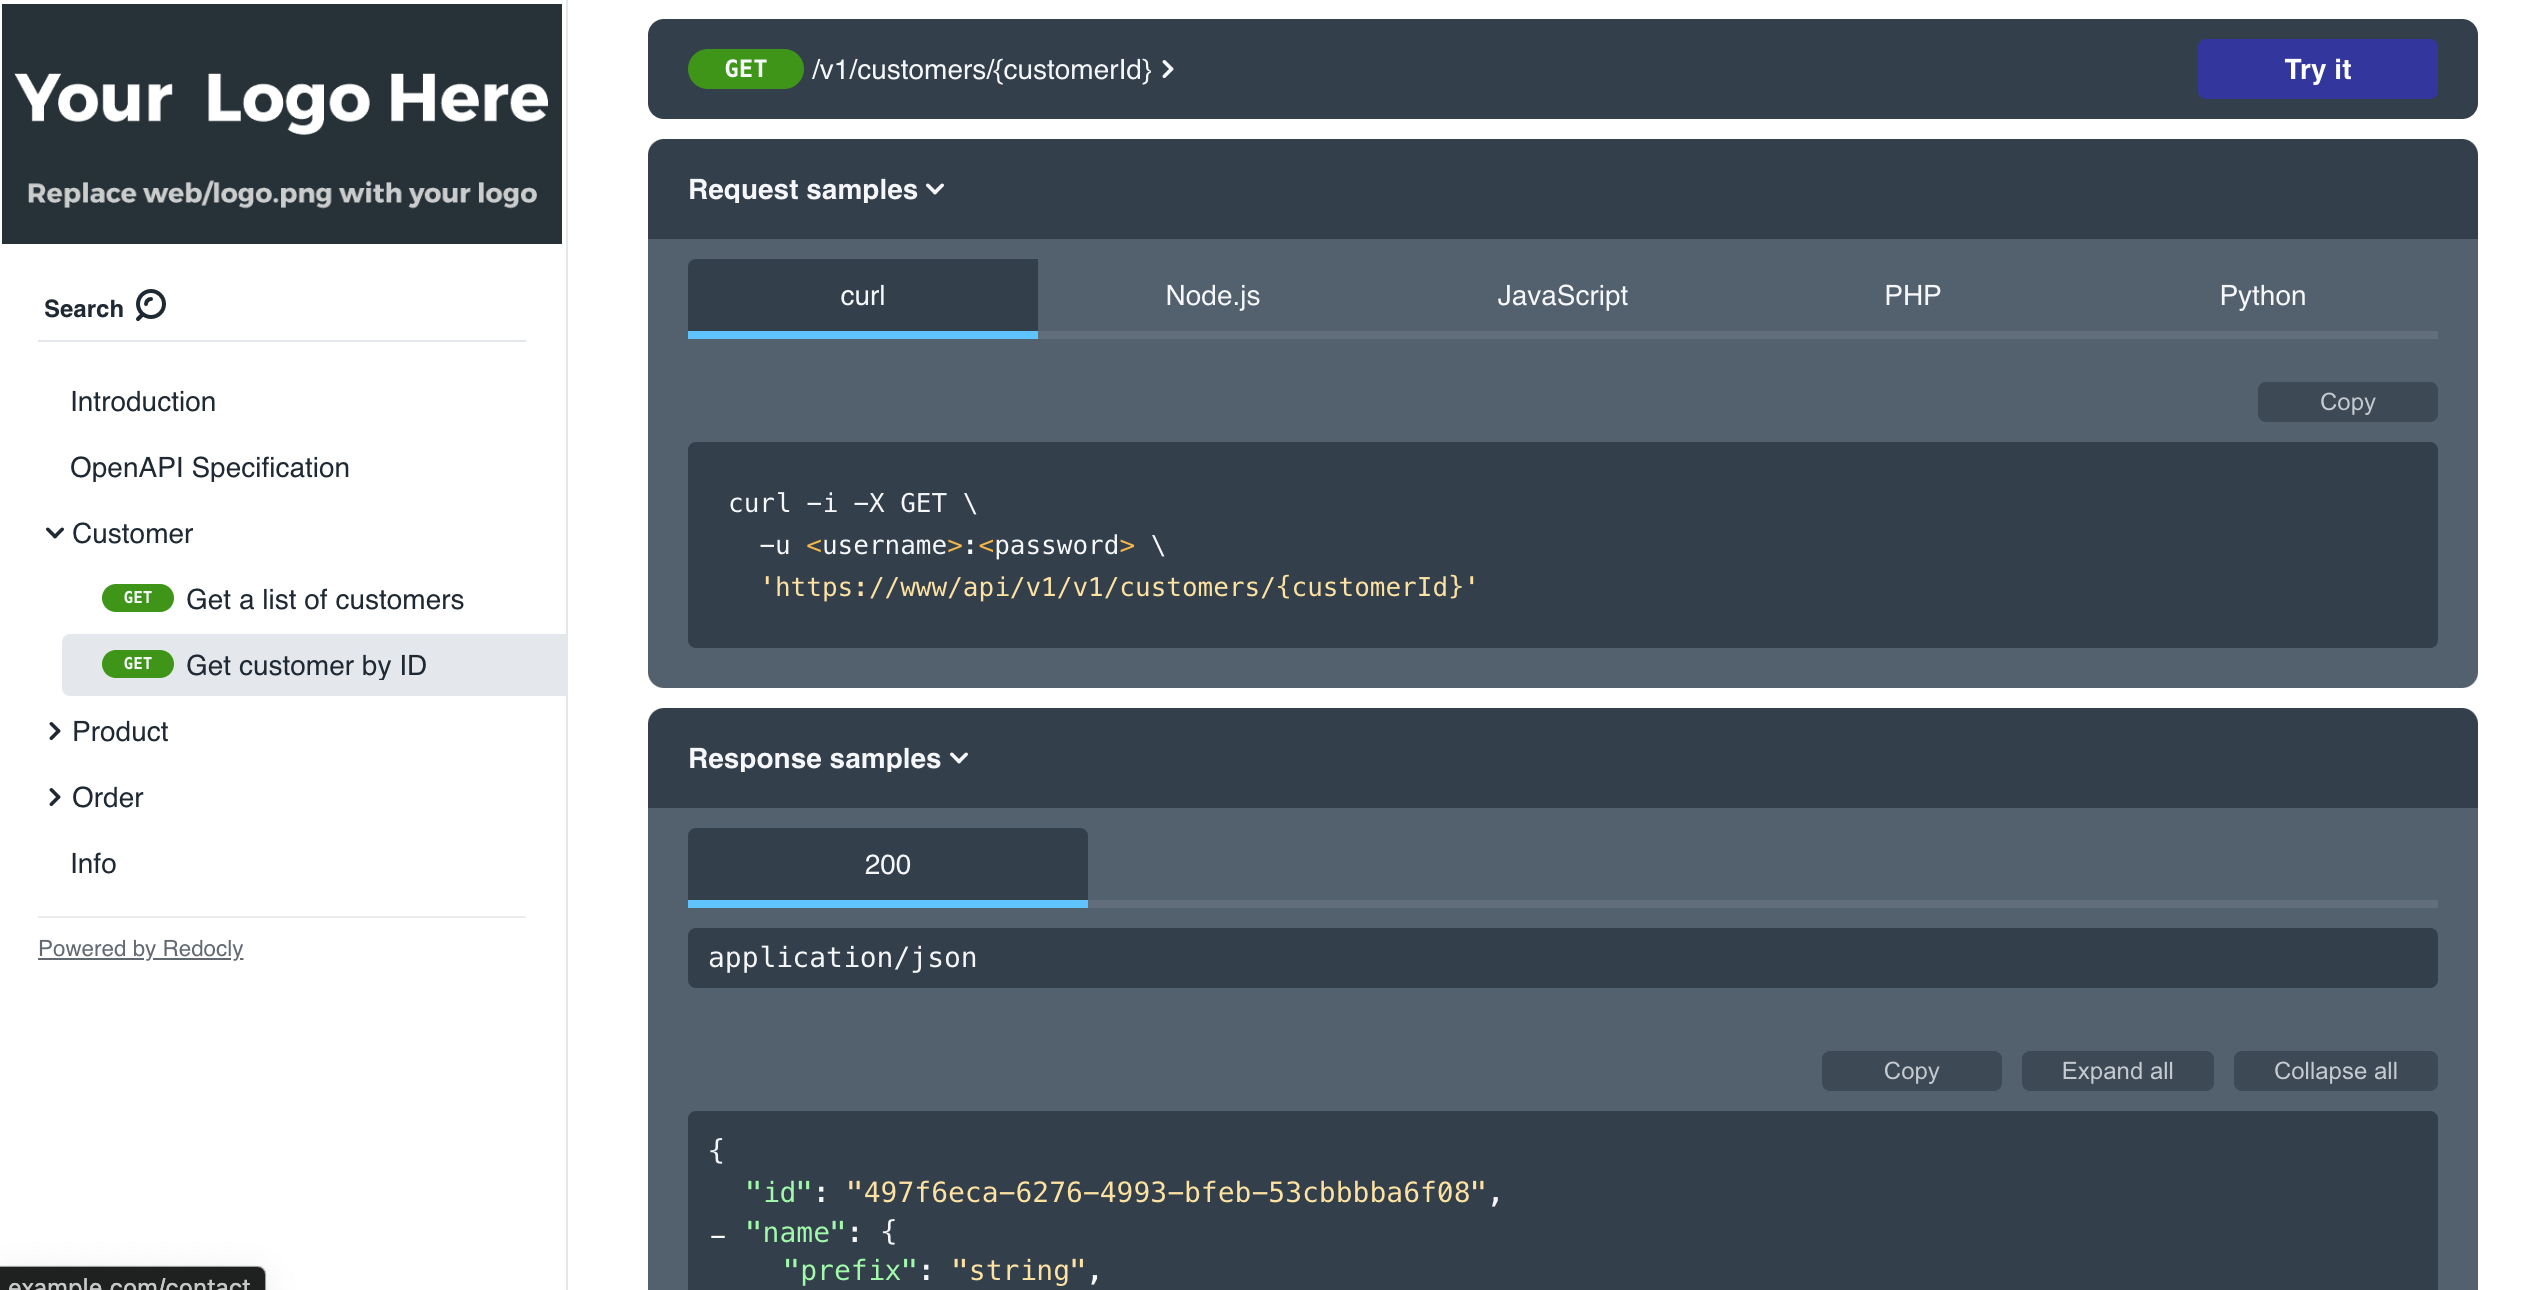 Your Logo Here
Replace web/logo.png with your logo
Search
Introduction
OpenAPI Specification
Customer
GET Get a list of customers
GET Get customer by ID
Product
Order
Info
Powered by Redocly
example.com/contact
GET /v1/customers/{customerId}
Try it
Request samples
curl Node.js JavaScript PHP Python
Copy
curl -i -X GET \
-u <username>:<password> \
'https://www/api/v1/v1/customers/{customerId}'
Response samples
200
application/json
Copy Expand all Collapse all
{
"id": "497f6eca-6276-4993-bfeb-53cbbbba6f08",
– "name": {
"prefix": "string",